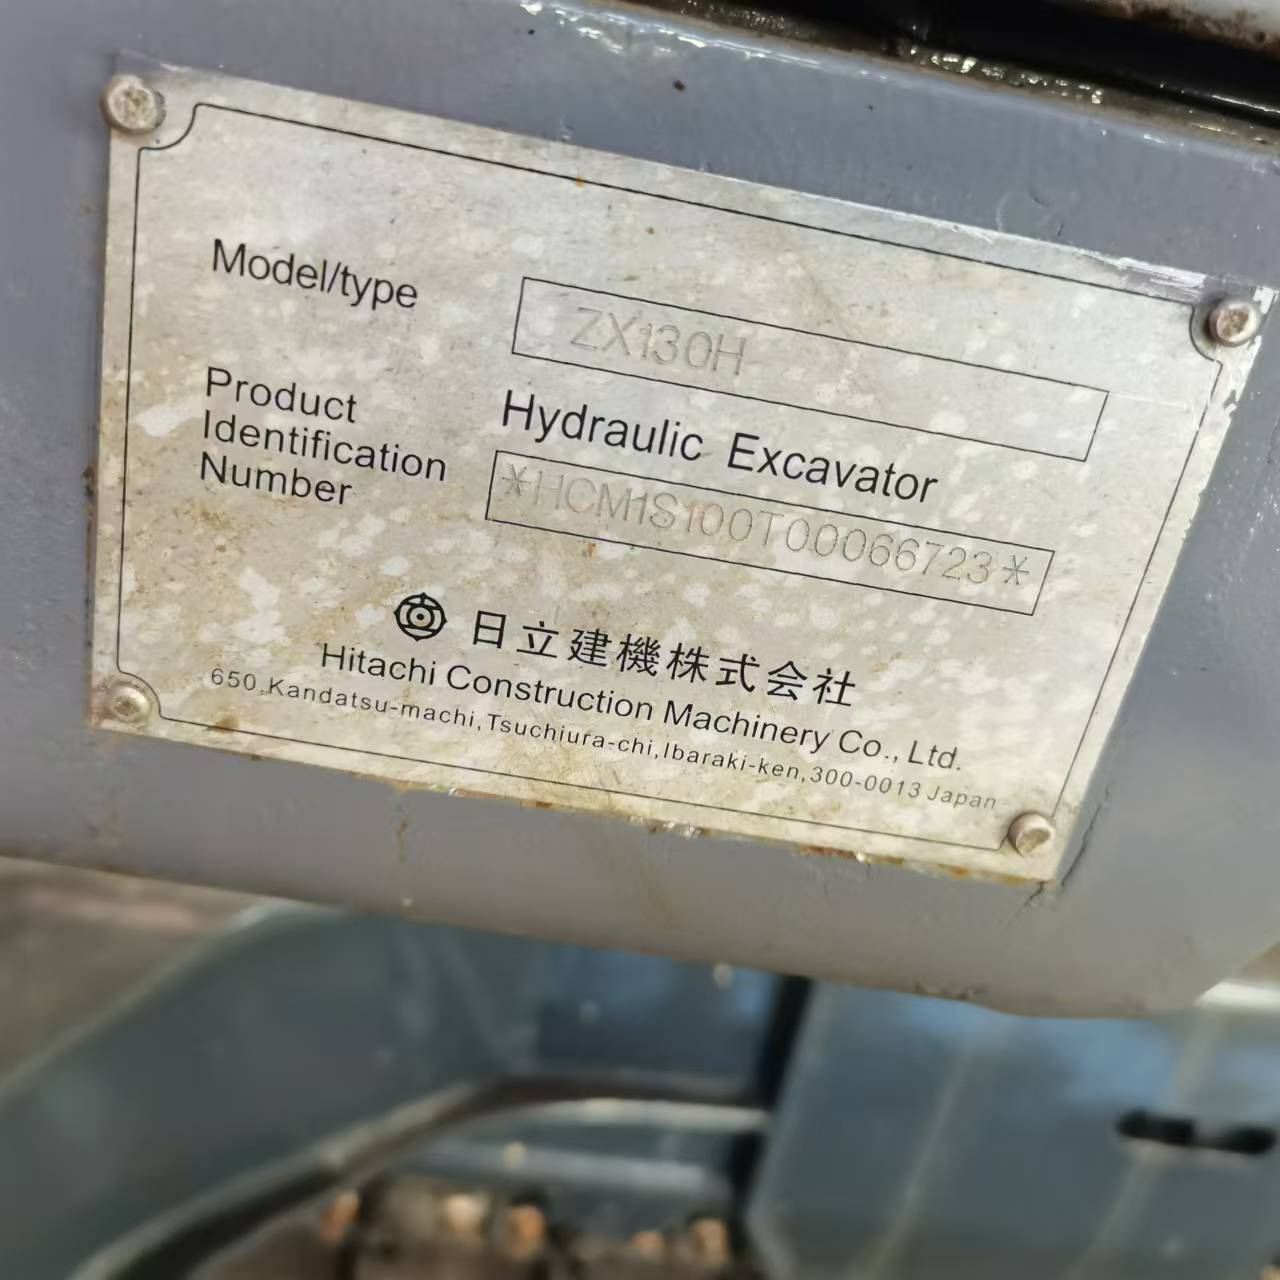 Model/type
ZX130H
Hydraulic Excavator
Product
Identification
Number
*HCM1S100T00066723*
日立建機株式会社
Hitachi Construction Machinery Co., Ltd.
650,Kandatsu-machi,Tsuchiura-chi,Ibaraki-ken,300-0013 Japan